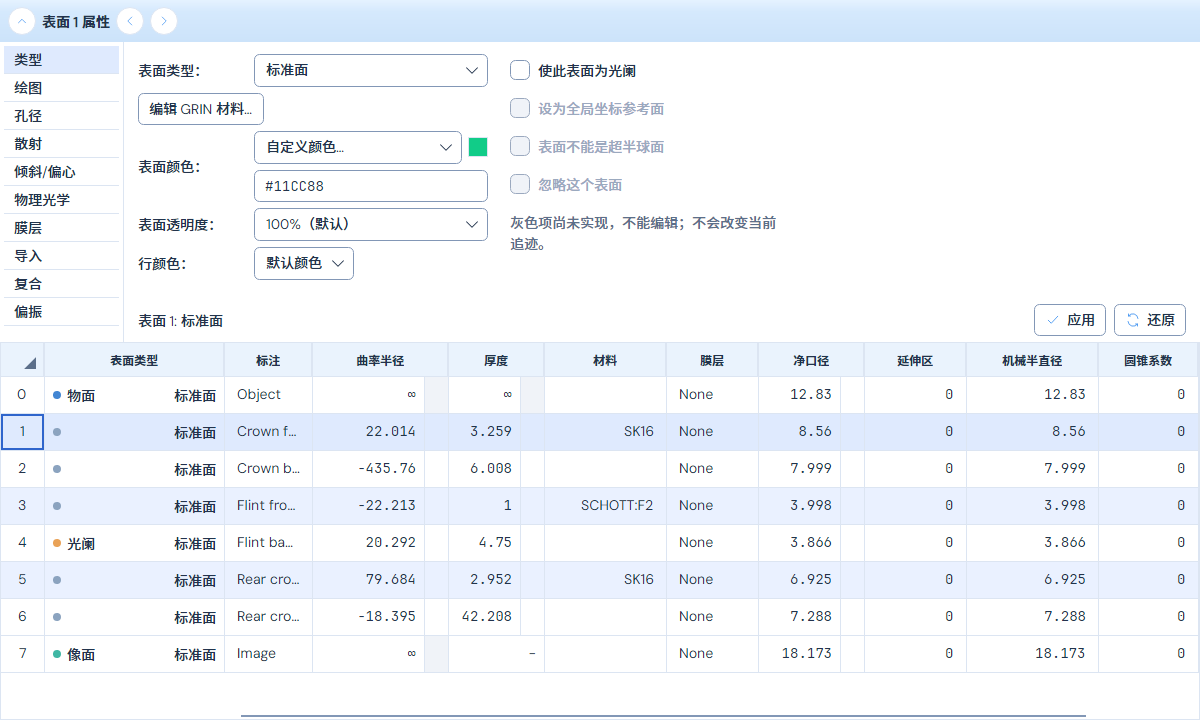 表面 1 属性
类型
绘图
孔径
散射
倾斜/偏心
物理光学
膜层
导入
复合
偏振
表面类型：
标准面
编辑 GRIN 材料...
表面颜色：
自定义颜色...
#11CC88
表面透明度：
100%（默认）
行颜色：
默认颜色
使此表面为光阑
设为全局坐标参考面
表面不能是超半球面
忽略这个表面
灰色项尚未实现，不能编辑；不会改变当前
追迹。
表面 1: 标准面
应用
还原
表面类型 标注 曲率半径 厚度 材料 膜层 净口径 延伸区 机械半直径 圆锥系数
0 物面 标准面 Object ∞ ∞ None 12.83 0 12.83 0
1 标准面 Crown f... 22.014 3.259 SK16 None 8.56 0 8.56 0
2 标准面 Crown b... -435.76 6.008 None 7.999 0 7.999 0
3 标准面 Flint fro... -22.213 1 SCHOTT:F2 None 3.998 0 3.998 0
4 光阑 标准面 Flint ba... 20.292 4.75 None 3.866 0 3.866 0
5 标准面 Rear cro... 79.684 2.952 SK16 None 6.925 0 6.925 0
6 标准面 Rear cro... -18.395 42.208 None 7.288 0 7.288 0
7 像面 标准面 Image ∞ – None 18.173 0 18.173 0